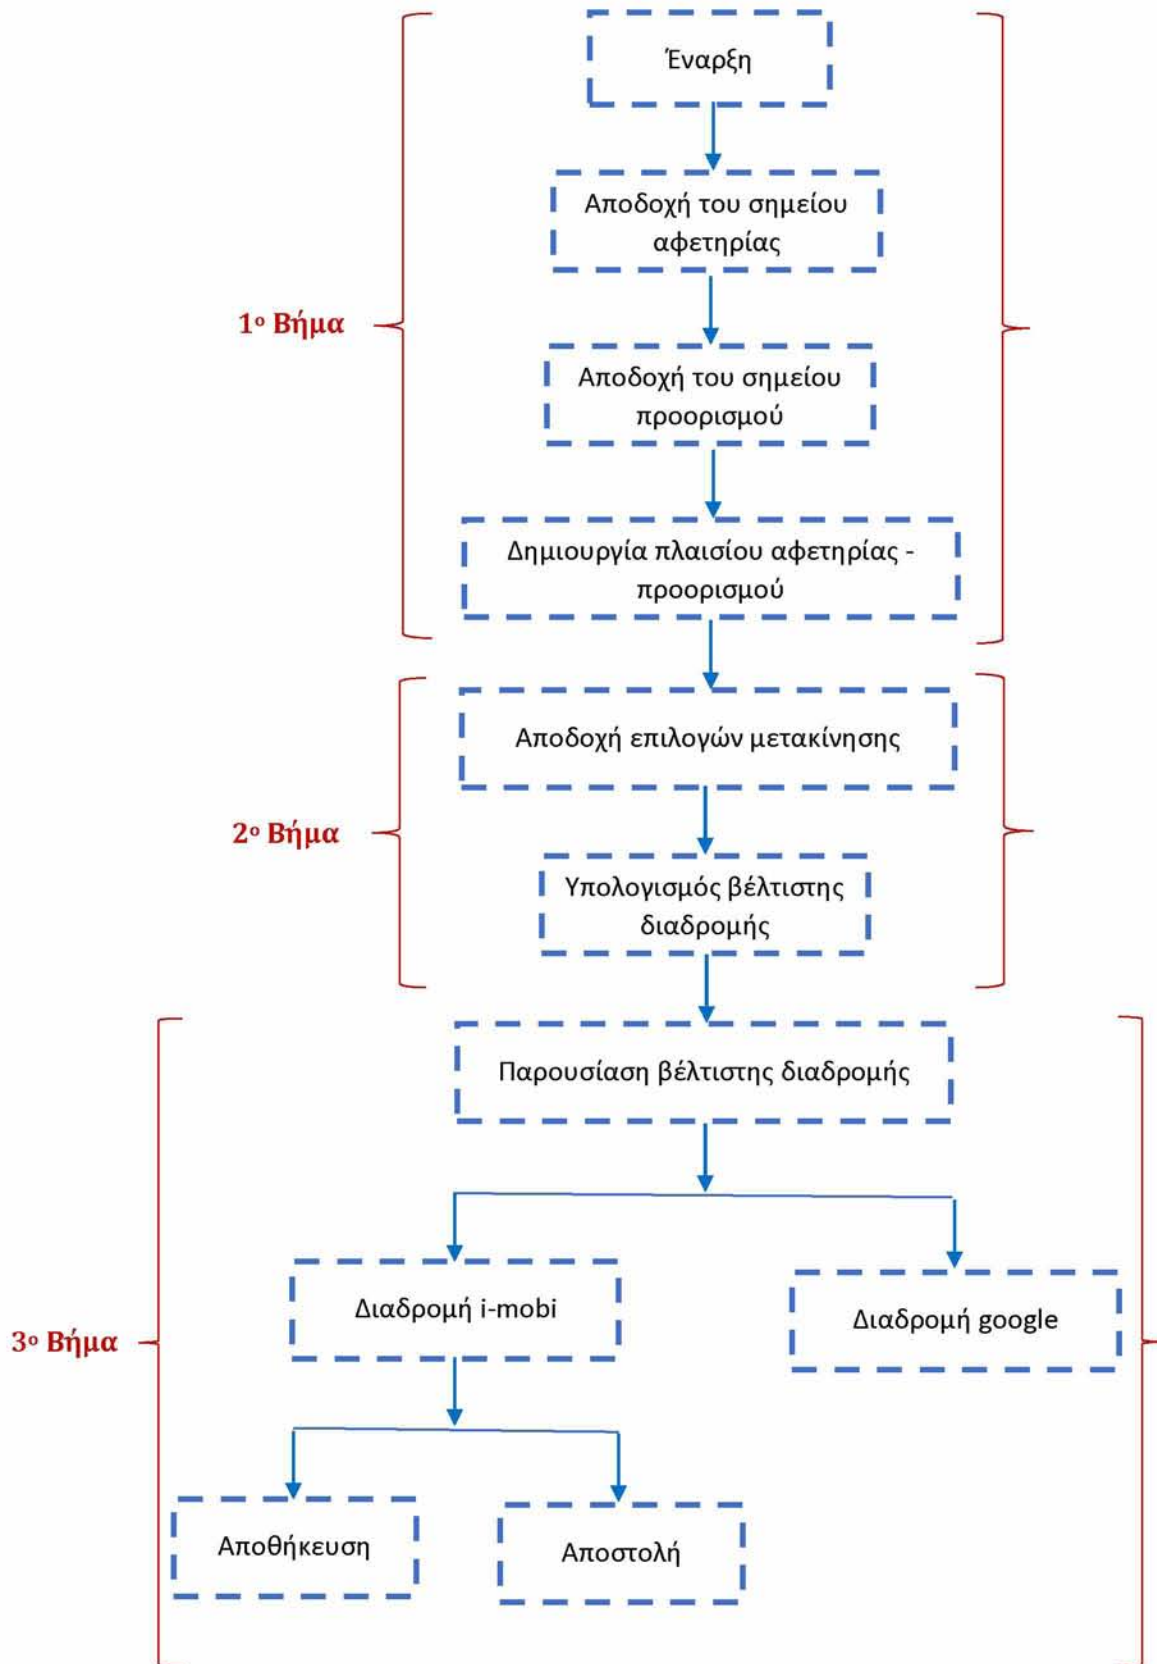 Έναρξη
Αποδοχή του σημείου
αφετηρίας
1ο Βήμα
Αποδοχή του σημείου
προορισμού
Δημιουργία πλαισίου αφετηρίας -
προορισμού
Αποδοχή επιλογών μετακίνησης
2ο Βήμα
Υπολογισμός βέλτιστης
διαδρομής
Παρουσίαση βέλτιστης διαδρομής
Διαδρομή i-mobi
Διαδρομή google
3ο Βήμα
Αποθήκευση
Αποστολή